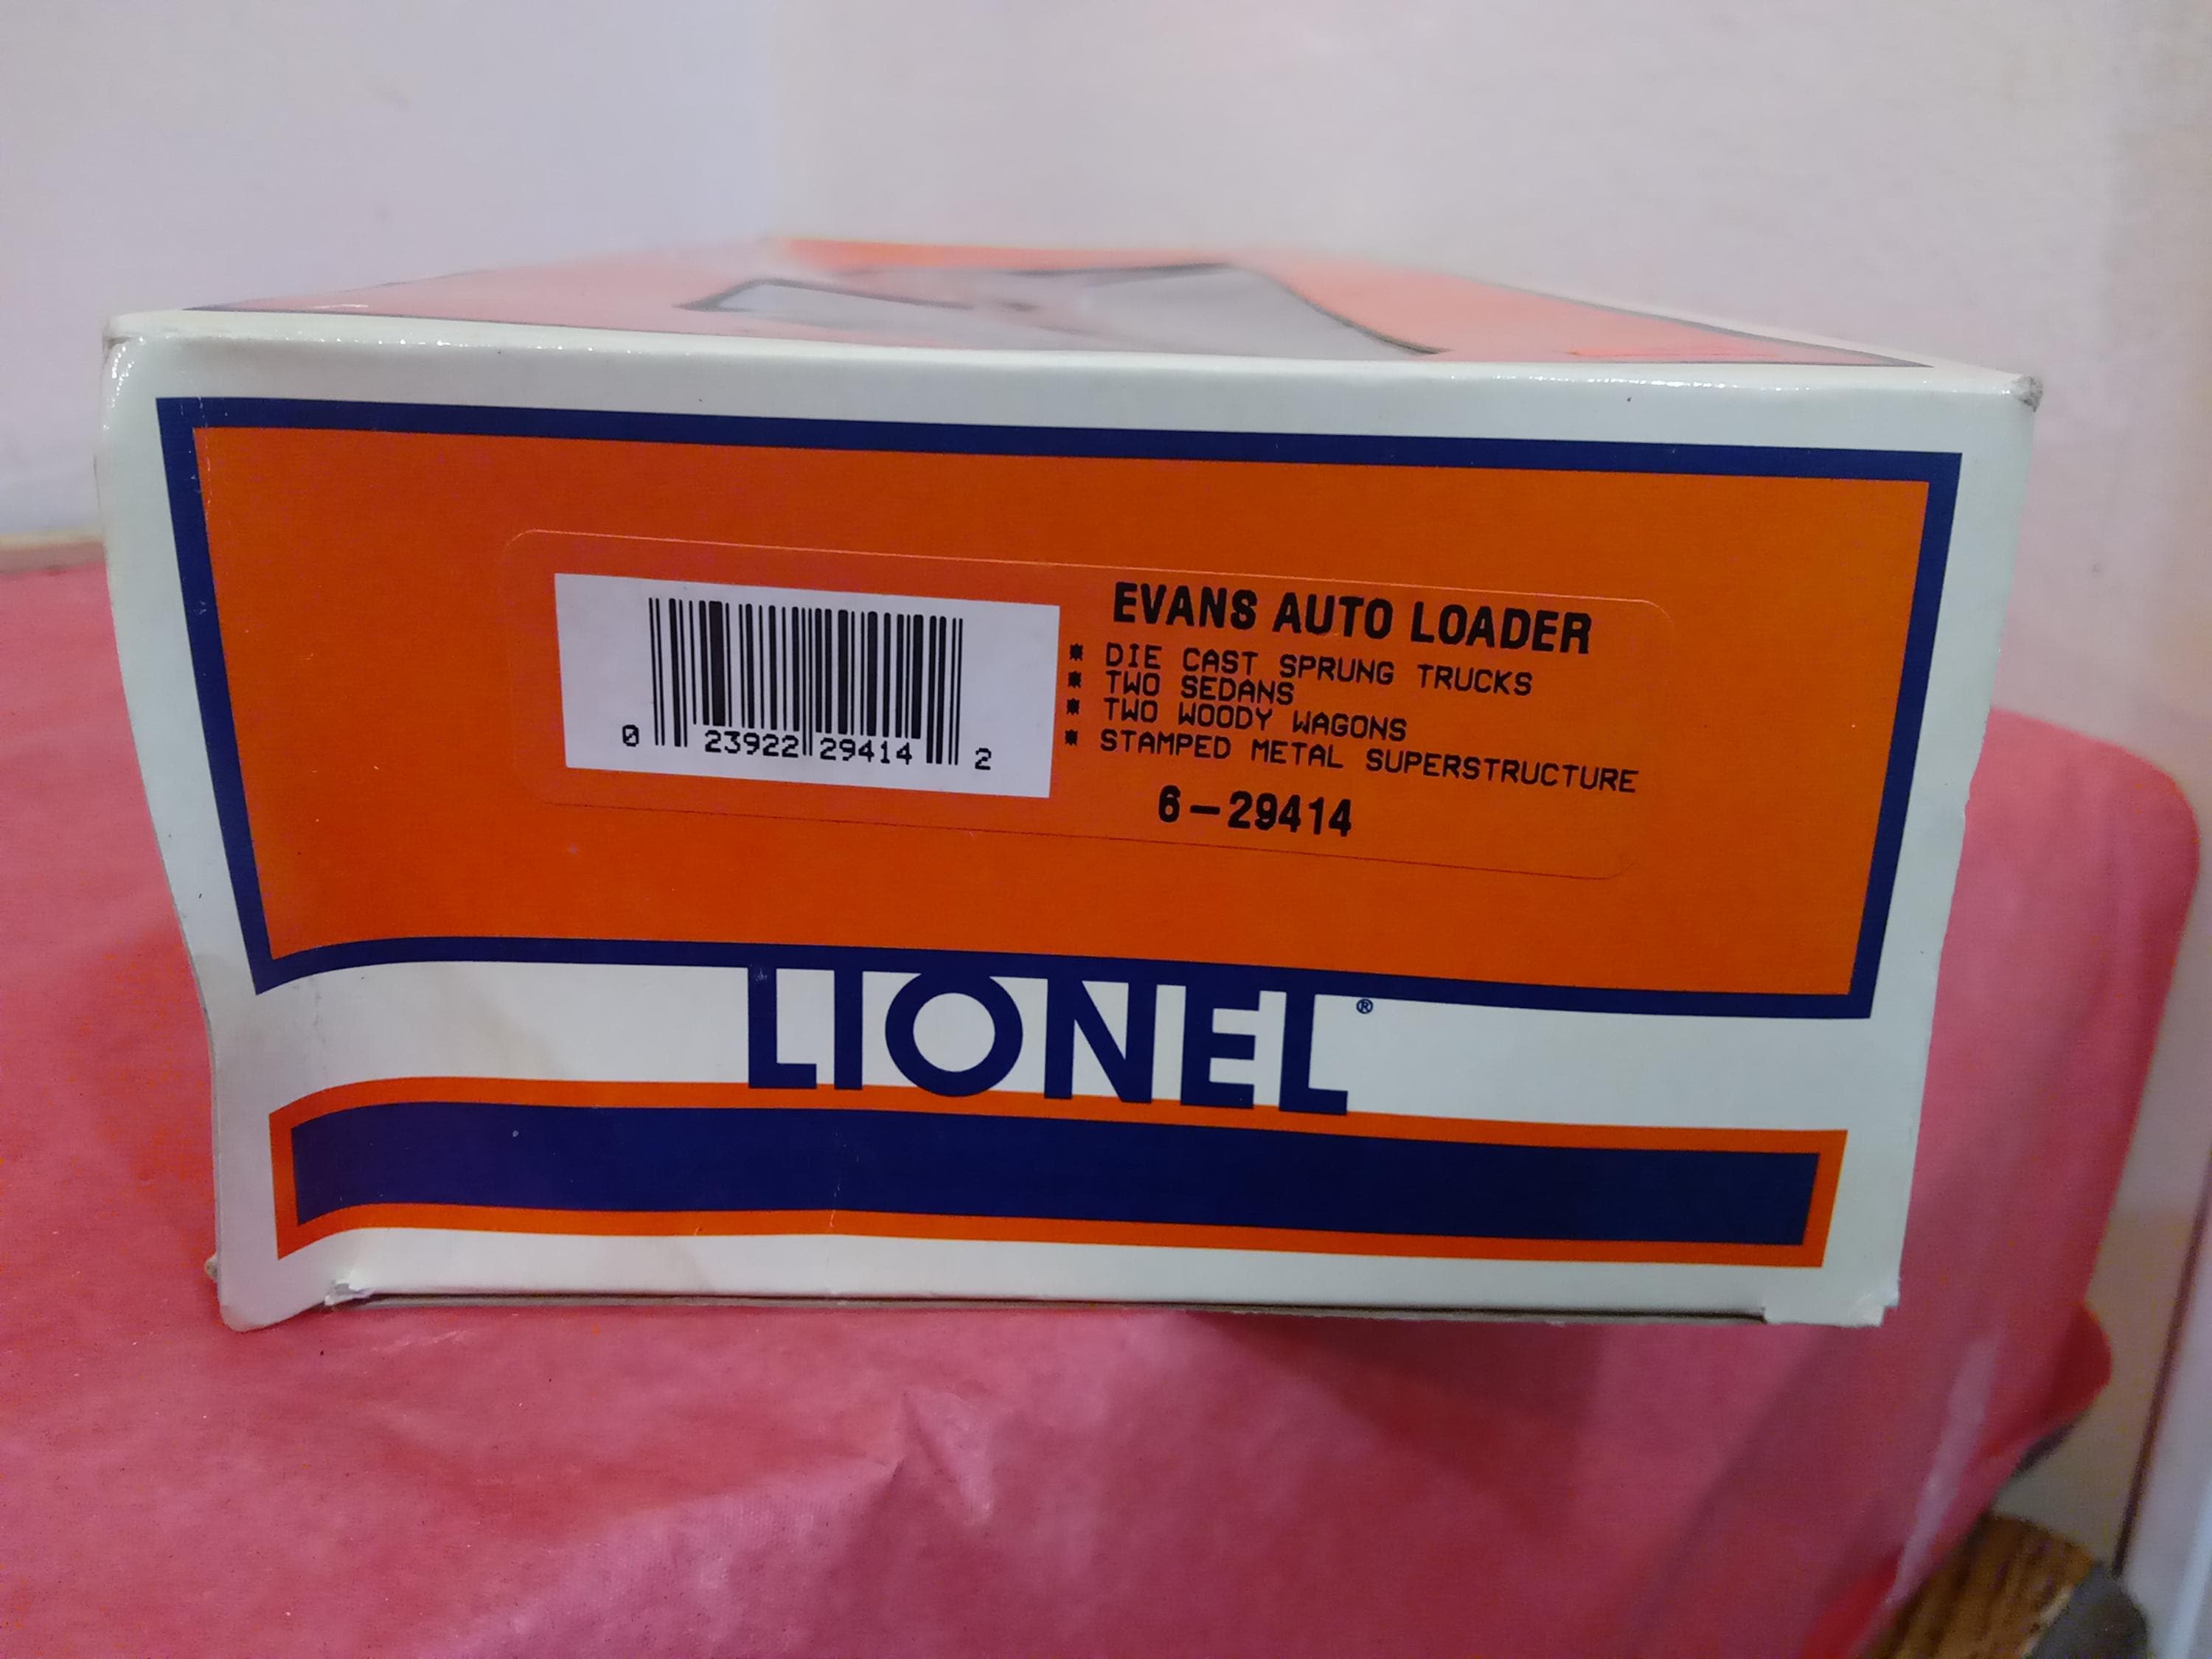 EVANS AUTO LOADER
* DIE CAST SPRUNG TRUCKS
* TWO SEDANS
* TWO WOODY WAGONS
* STAMPED METAL SUPERSTRUCTURE
6-29414
0 23922 29414 2
LIONEL®